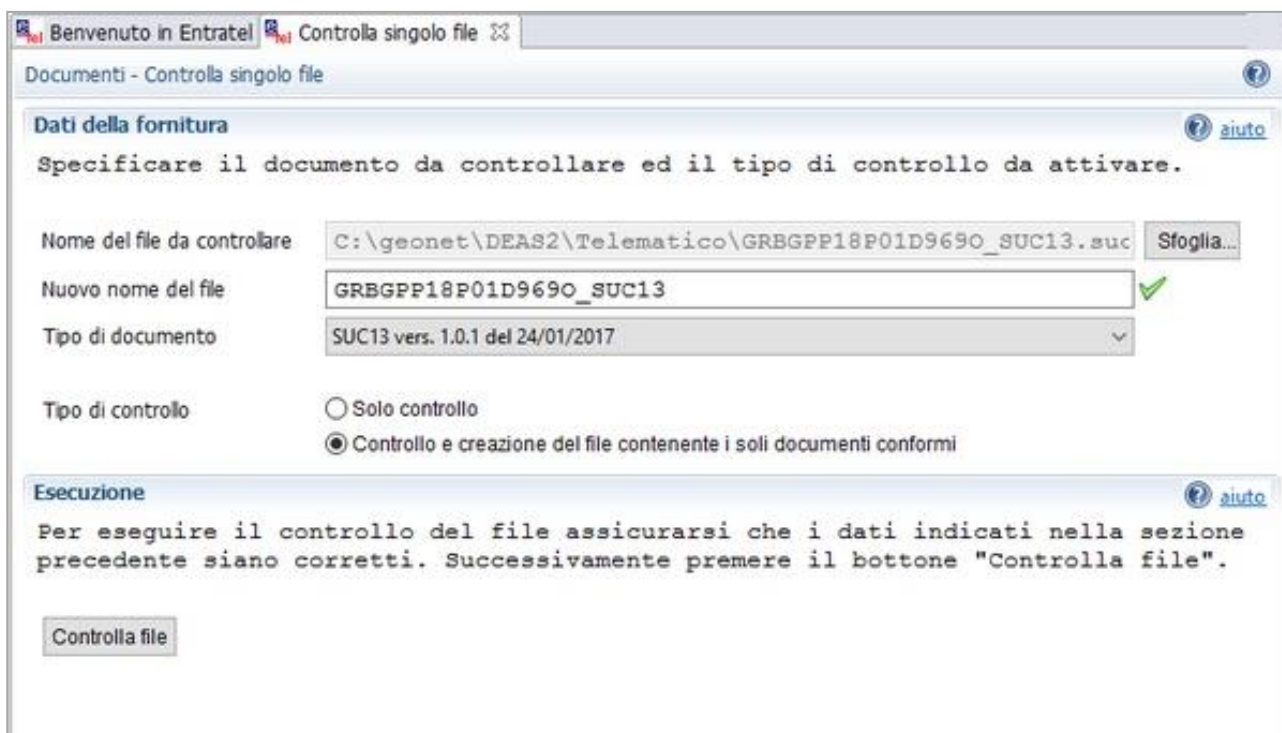 Benvenuto in Entratel
Controlla singolo file
Documenti - Controlla singolo file
Dati della fornitura
aiuto
Specificare il documento da controllare ed il tipo di controllo da attivare.
Nome del file da controllare
C:\geonet\DEAS2\Telematico\GRBGPP18P01D969O_SUC13.suc
Sfoglia...
Nuovo nome del file
GRBGPP18P01D969O_SUC13
Tipo di documento
SUC13 vers. 1.0.1 del 24/01/2017
Tipo di controllo
Solo controllo
Controllo e creazione del file contenente i soli documenti conformi
Esecuzione
aiuto
Per eseguire il controllo del file assicurarsi che i dati indicati nella sezione
precedente siano corretti. Successivamente premere il bottone "Controlla file".
Controlla file